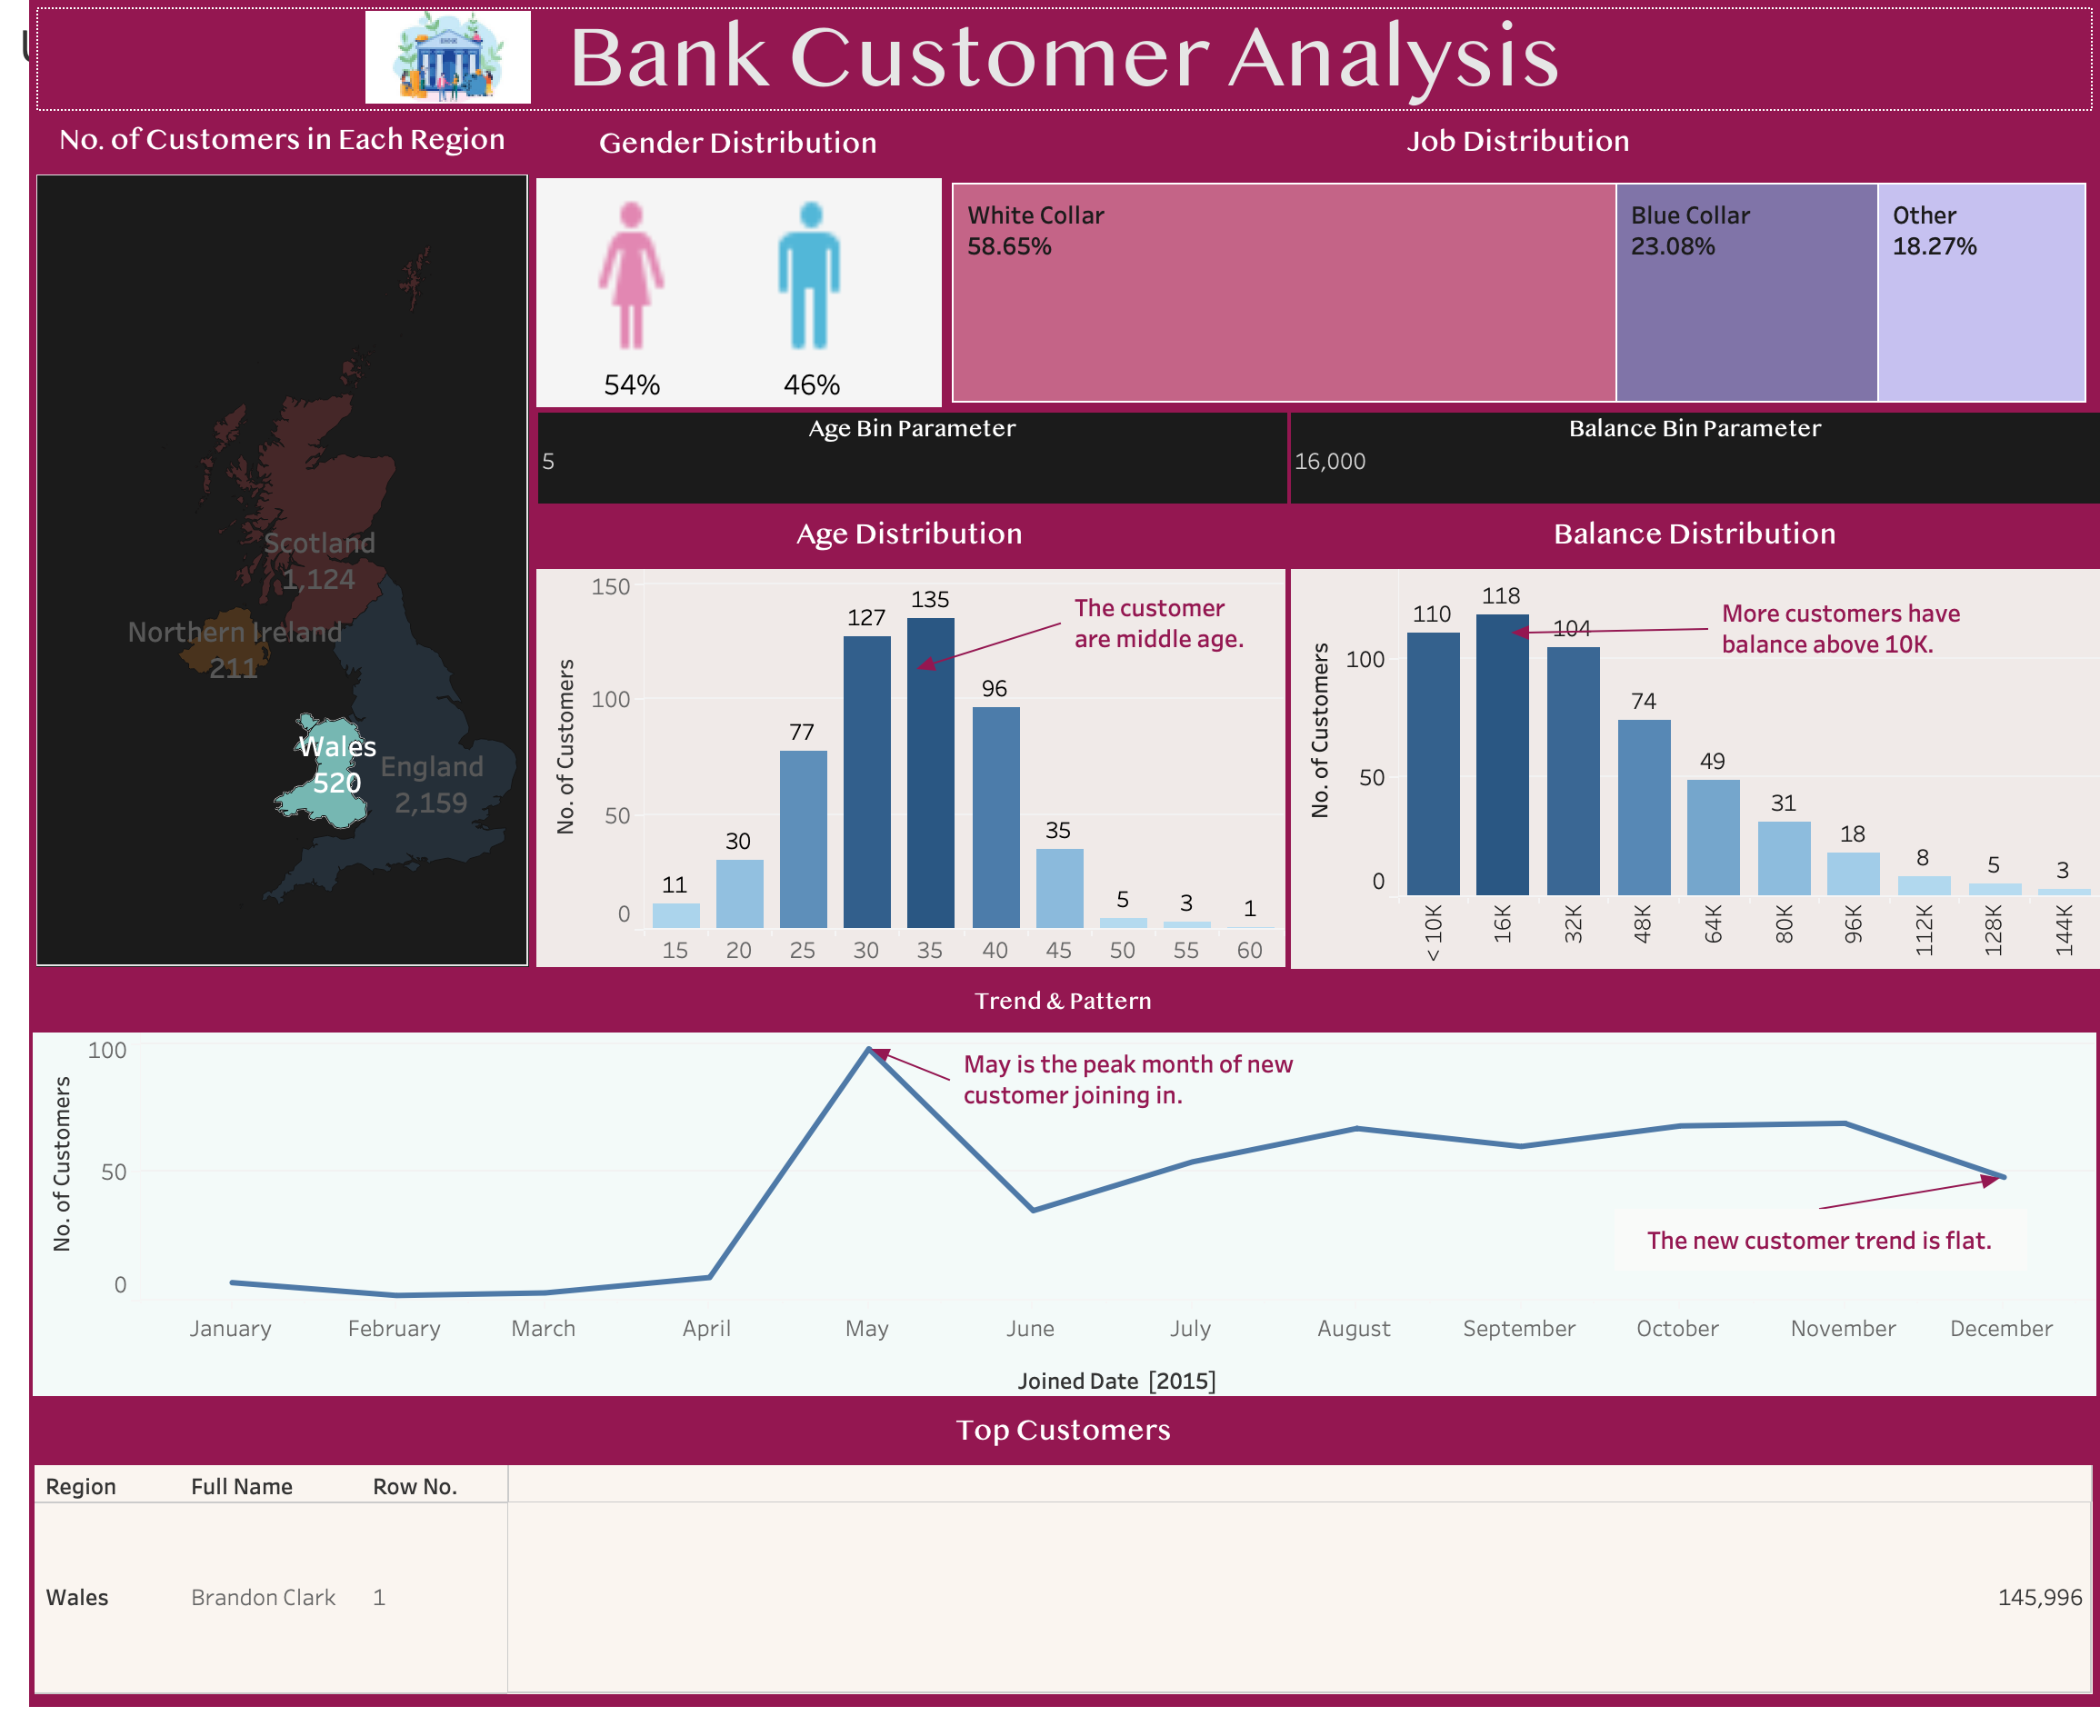 Bank Customer Analysis
No. of Customers in Each Region
Scotland
1,124
Northern Ireland
211
Wales
520
England
2,159
Gender Distribution
54%
46%
Job Distribution
White Collar
58.65%
Blue Collar
23.08%
Other
18.27%
Age Bin Parameter
5
Balance Bin Parameter
16,000
Age Distribution
No. of Customers
150
100
50
0
11
30
77
127
135
96
35
5
3
1
The customer
are middle age.
15 20 25 30 35 40 45 50 55 60
Balance Distribution
No. of Customers
100
50
0
110
118
104
74
49
31
18
8
5
3
More customers have
balance above 10K.
< 10K
16K
32K
48K
64K
80K
96K
112K
128K
144K
Trend & Pattern
No. of Customers
100
50
0
May is the peak month of new
customer joining in.
The new customer trend is flat.
January February March April May June July August September October November December
Joined Date [2015]
Top Customers
Region Full Name Row No.
Wales Brandon Clark 1 145,996